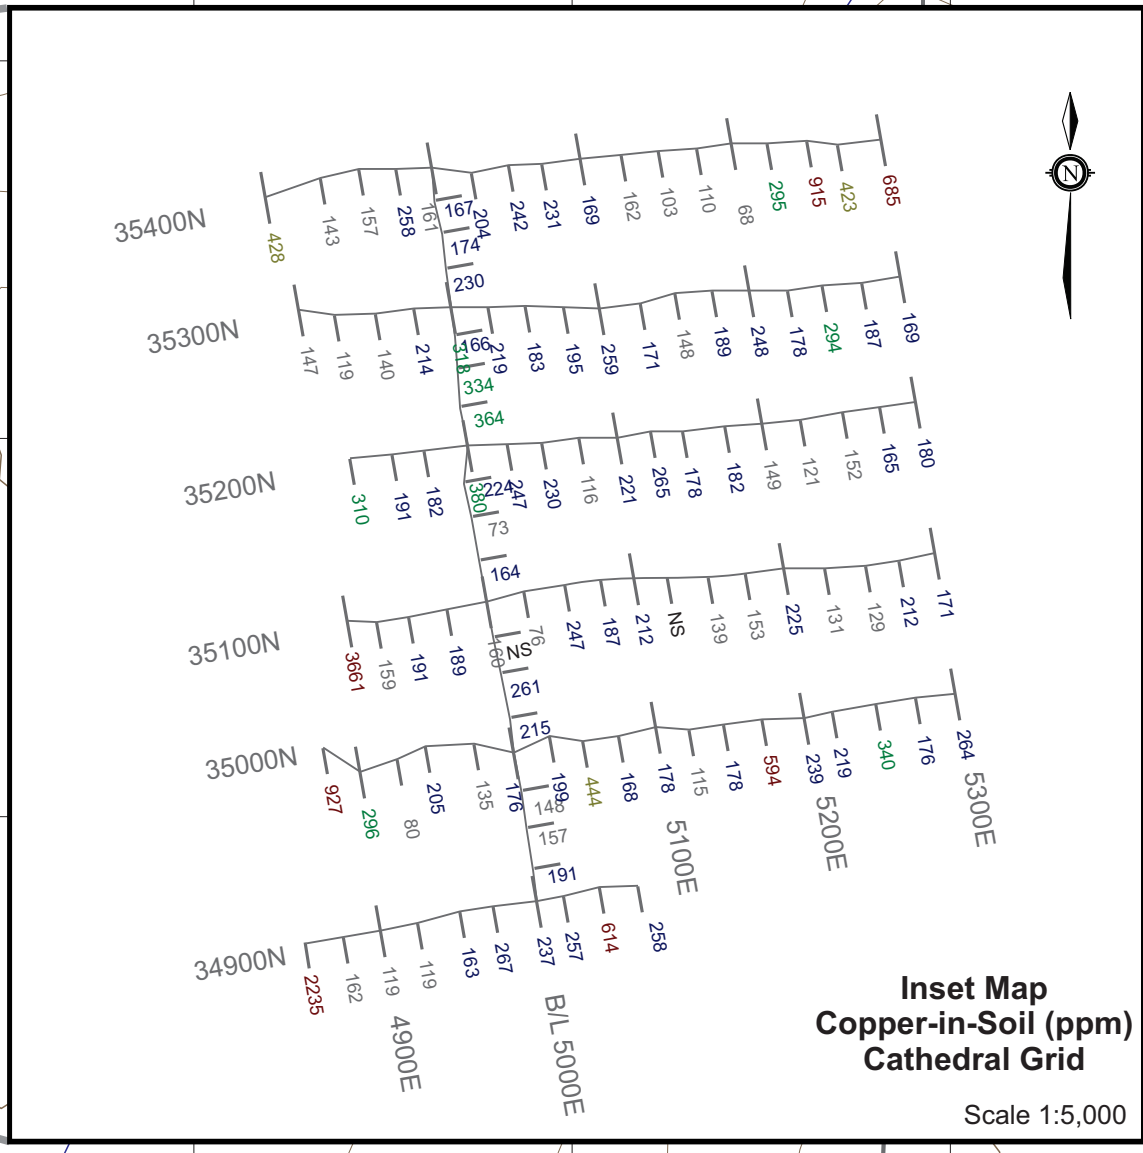 N
35400N
428 143 157 258 161 204 242 231 169 162 103 110 68 295 915 423 685
167
174
230
35300N
147 119 140 214 313 219 183 195 259 171 148 189 248 178 294 187 169
166
334
364
35200N
310 191 182 380 247 230 116 221 265 178 182 149 121 152 165 180
224
73
164
35100N
3661 159 191 189 160 76 247 187 212 NS 139 153 225 131 129 212 171
NS
261
215
35000N
927 296 80 205 135 176 199 444 168 178 115 178 594 239 219 340 176 264
148
157
191
34900N
2235 162 119 119 163 267 237 257 614 258
4900E
B/L 5000E
5100E
5200E
5300E
Inset Map
Copper-in-Soil (ppm)
Cathedral Grid
Scale 1:5,000